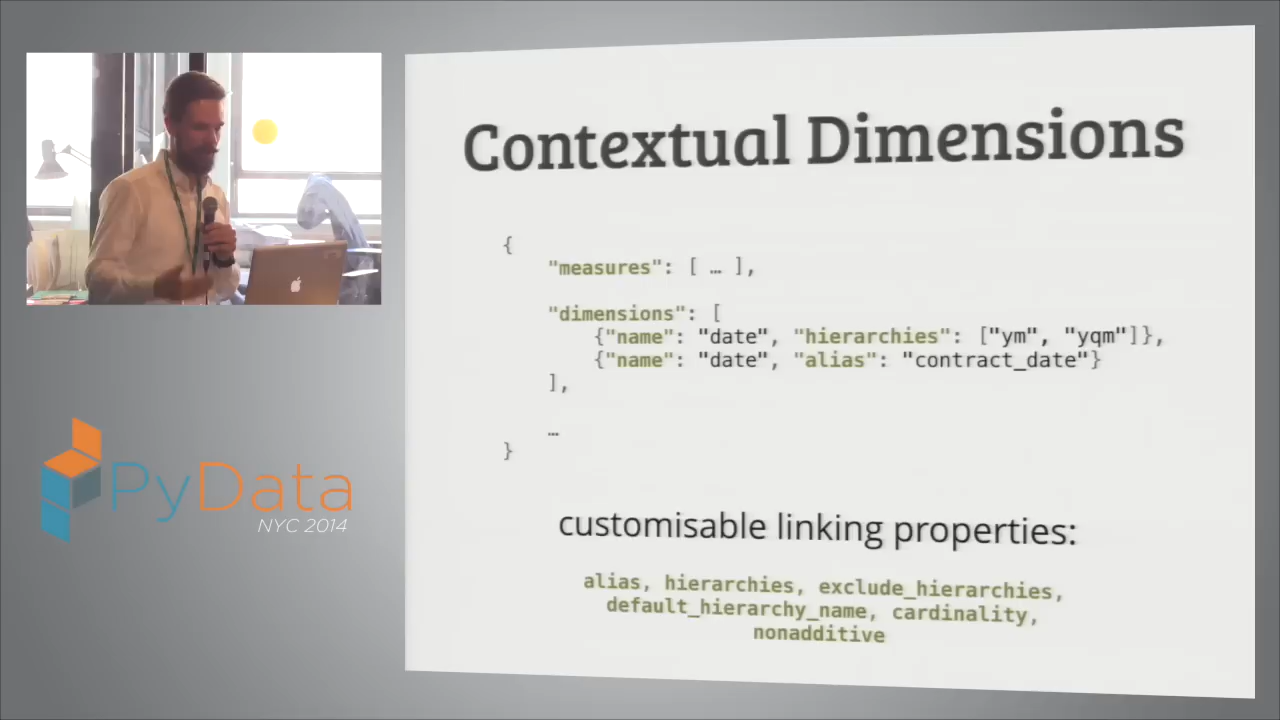 Contextual Dimensions
{
"measures": [ … ],
"dimensions": [
{"name": "date", "hierarchies": ["ym", "yqm"]},
{"name": "date", "alias": "contract_date"}
],
…
}
customisable linking properties:
alias, hierarchies, exclude_hierarchies,
default_hierarchy_name, cardinality,
nonadditive
PyData
NYC 2014